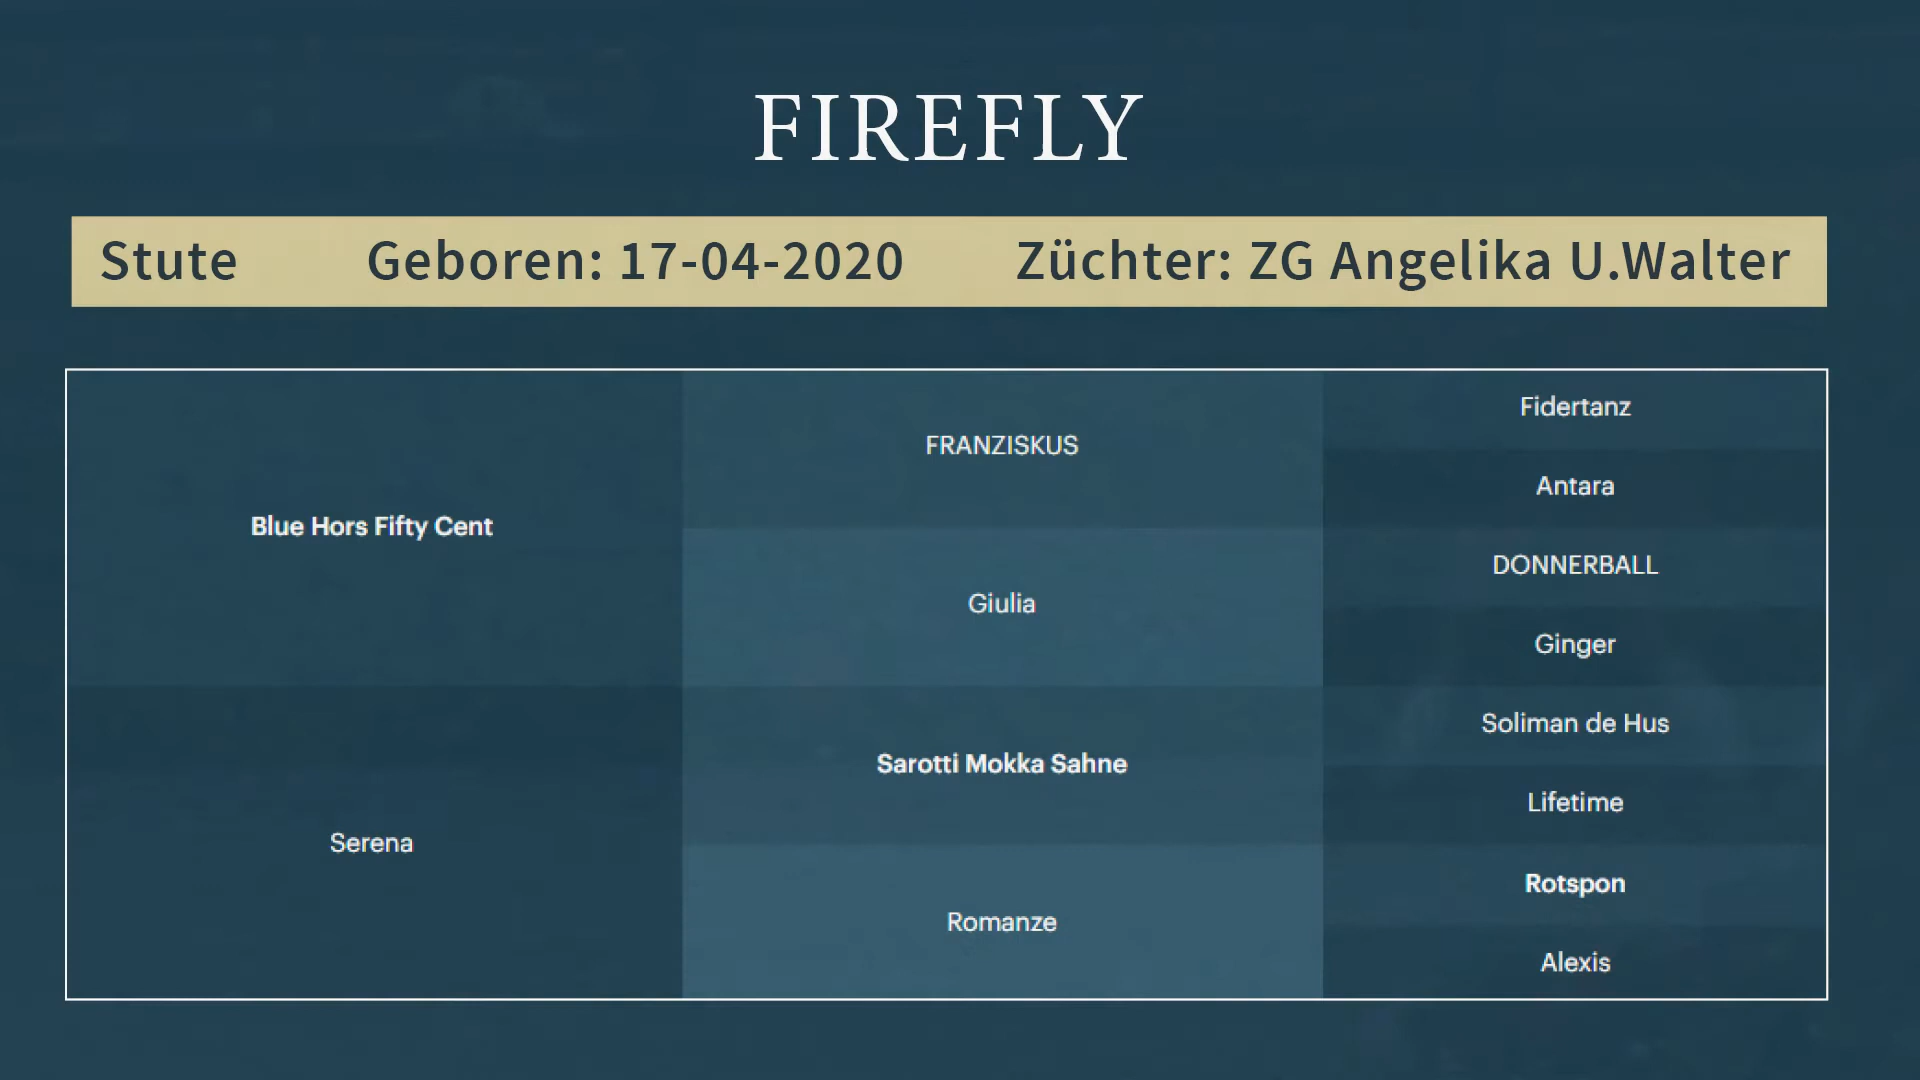 FIREFLY
Stute Geboren: 17-04-2020 Züchter: ZG Angelika U.Walter
Blue Hors Fifty Cent
Serena
FRANZISKUS
Giulia
Sarotti Mokka Sahne
Romanze
Fidertanz
Antara
DONNERBALL
Ginger
Soliman de Hus
Lifetime
Rotspon
Alexis